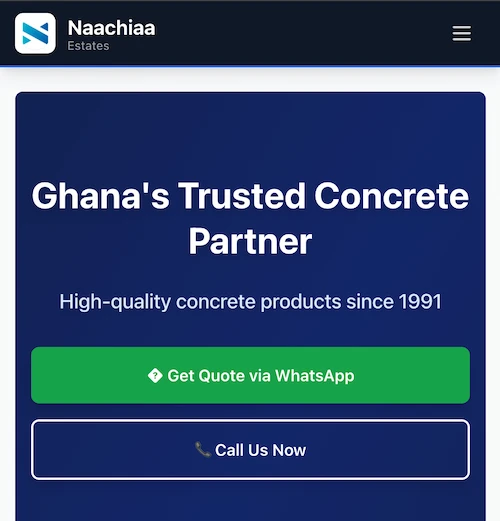 Naachiaa
Estates
Ghana's Trusted Concrete
Partner
High-quality concrete products since 1991
� Get Quote via WhatsApp
📞 Call Us Now